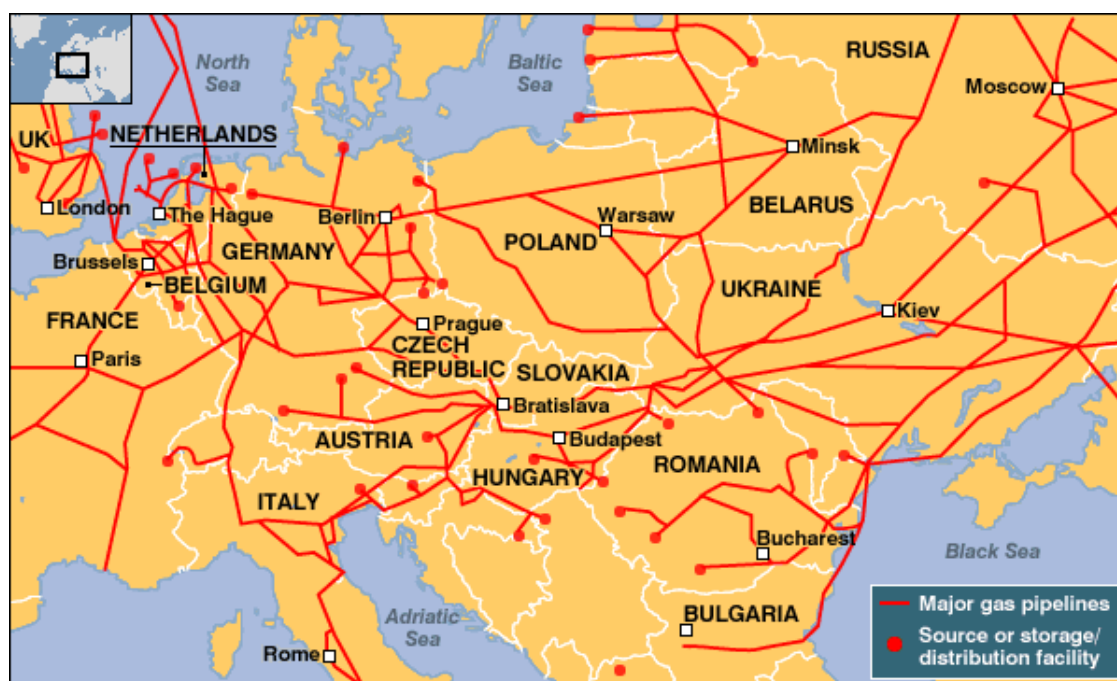 RUSSIA
North
Sea
Baltic
Sea
Moscow
UK
NETHERLANDS
Minsk
London
The Hague
Berlin
Warsaw
BELARUS
GERMANY
POLAND
Brussels
BELGIUM
UKRAINE
FRANCE
Kiev
Prague
Paris
CZECH
REPUBLIC
SLOVAKIA
Bratislava
AUSTRIA
Budapest
ROMANIA
HUNGARY
ITALY
Bucharest
Black Sea
Adriatic
Sea
BULGARIA
Rome
Major gas pipelines
Source or storage/
distribution facility